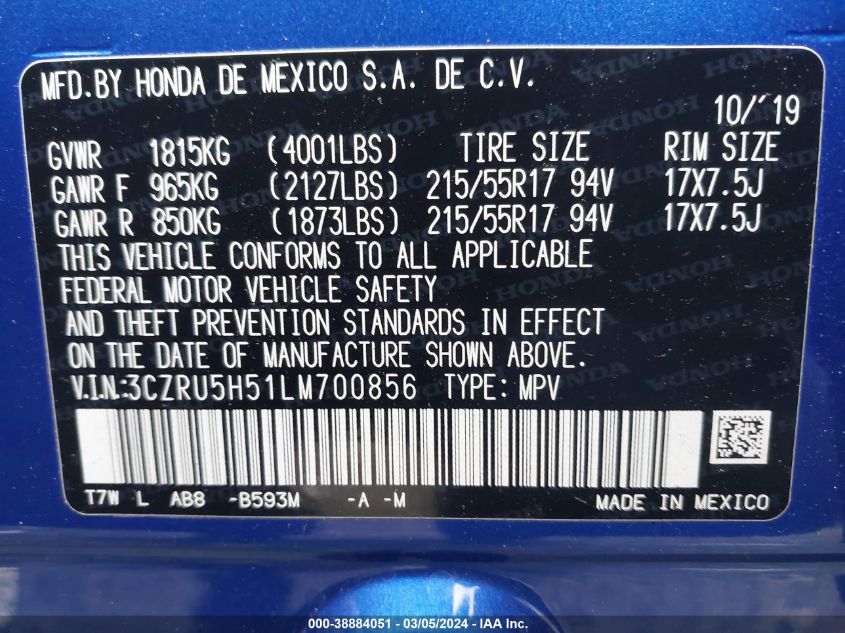 MFD.BY HONDA DE MEXICO S.A. DE C.V.
10/'19
GVWR 1815KG (4001LBS) TIRE SIZE RIM SIZE
GAWR F 965KG (2127LBS) 215/55R17 94V 17X7.5J
GAWR R 850KG (1873LBS) 215/55R17 94V 17X7.5J
THIS VEHICLE CONFORMS TO ALL APPLICABLE
FEDERAL MOTOR VEHICLE SAFETY
AND THEFT PREVENTION STANDARDS IN EFFECT
ON THE DATE OF MANUFACTURE SHOWN ABOVE.
V.I.N:3CZRU5H51LM700856 TYPE: MPV
T7W L AB8 -B593M -A -M MADE IN MEXICO
000-38884051 - 03/05/2024 - IAA Inc.